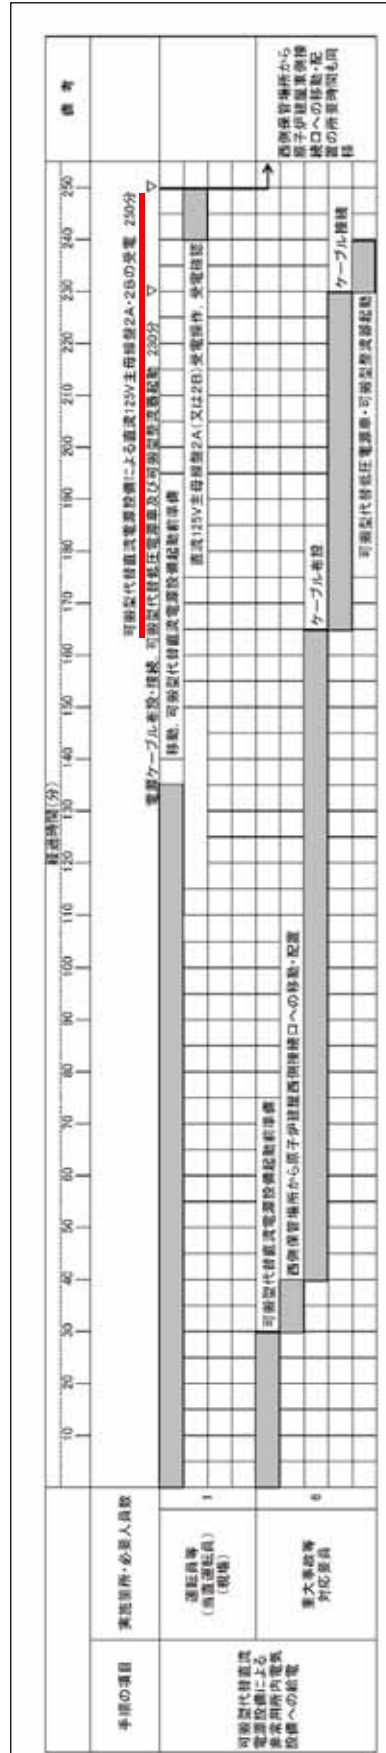 手順の項目
実施箇所・必要人員数
経過時間(分)
10 20 30 40 50 60 70 80 90 100 110 120 130 140 150 160 170 180 190 200 210 220 230 240 250
備考
可搬型代替直流電源設備による直流125V主母線盤2A・2Bの受電 250分
▽
電源ケーブル布設・接続，可搬型代替低圧電源車及び可搬型整流器起動 230分
▽
可搬型代替直流
電源設備による
非常用所内電気
設備への給電
運転員等
(当直運転員)
(現場)
1
移動，可搬型代替直流電源設備起動前準備
直流125V主母線盤2A(又は2B)受電操作，受電確認
重大事故等
対応要員
6
可搬型代替直流電源設備起動前準備
西側保管場所から原子炉建屋西側接続口への移動・配置
ケーブル布設
ケーブル接続
可搬型代替低圧電源車・可搬型整流器起動
西側保管場所から
原子炉建屋東側接
続口への移動・配
置の所要時間も同
様